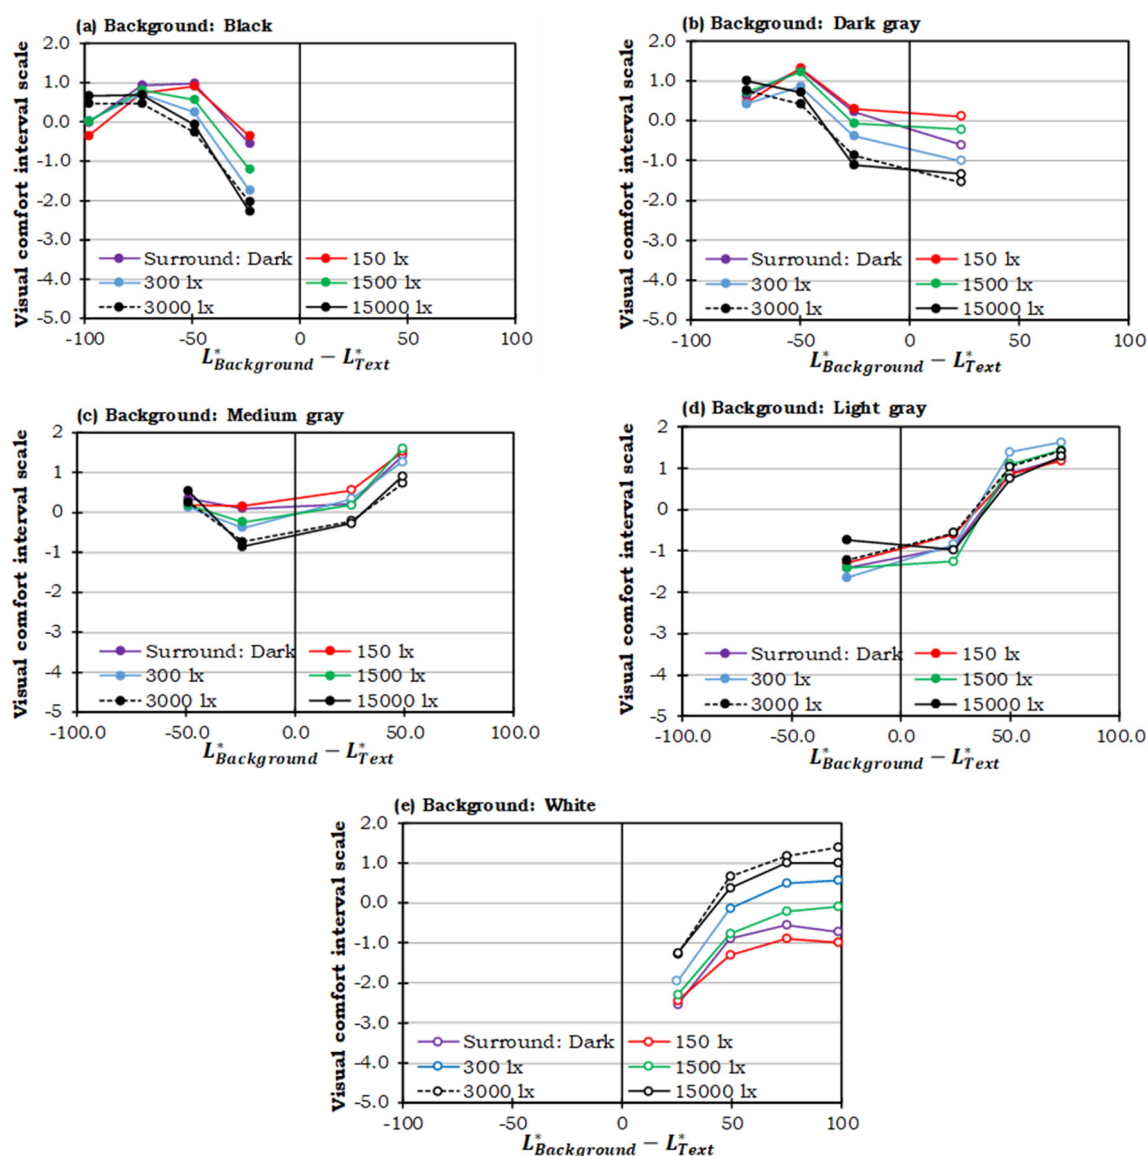 (a) Background: Black
Visual comfort interval scale
2.0
1.0
0.0
-1.0
-2.0
-3.0
-4.0
-5.0
Surround: Dark 150 lx
300 lx 1500 lx
3000 lx 15000 lx
-100 -50 0 50 100
L*Background − L*Text
(b) Background: Dark gray
Visual comfort interval scale
2.0
1.0
0.0
-1.0
-2.0
-3.0
-4.0
-5.0
Surround: Dark 150 lx
300 lx 1500 lx
3000 lx 15000 lx
-100 -50 0 50 100
L*Background − L*Text
(c) Background: Medium gray
Visual comfort interval scale
2
1
0
-1
-2
-3
-4
-5
Surround: Dark 150 lx
300 lx 1500 lx
3000 lx 15000 lx
-100.0 -50.0 0.0 50.0 100.0
L*Background − L*Text
(d) Background: Light gray
Visual comfort interval scale
2
1
0
-1
-2
-3
-4
-5
Surround: Dark 150 lx
300 lx 1500 lx
3000 lx 15000 lx
-100.0 -50.0 0.0 50.0 100.0
L*Background − L*Text
(e) Background: White
Visual comfort interval scale
2.0
1.0
0.0
-1.0
-2.0
-3.0
-4.0
-5.0
Surround: Dark 150 lx
300 lx 1500 lx
3000 lx 15000 lx
-100 -50 0 50 100
L*Background − L*Text